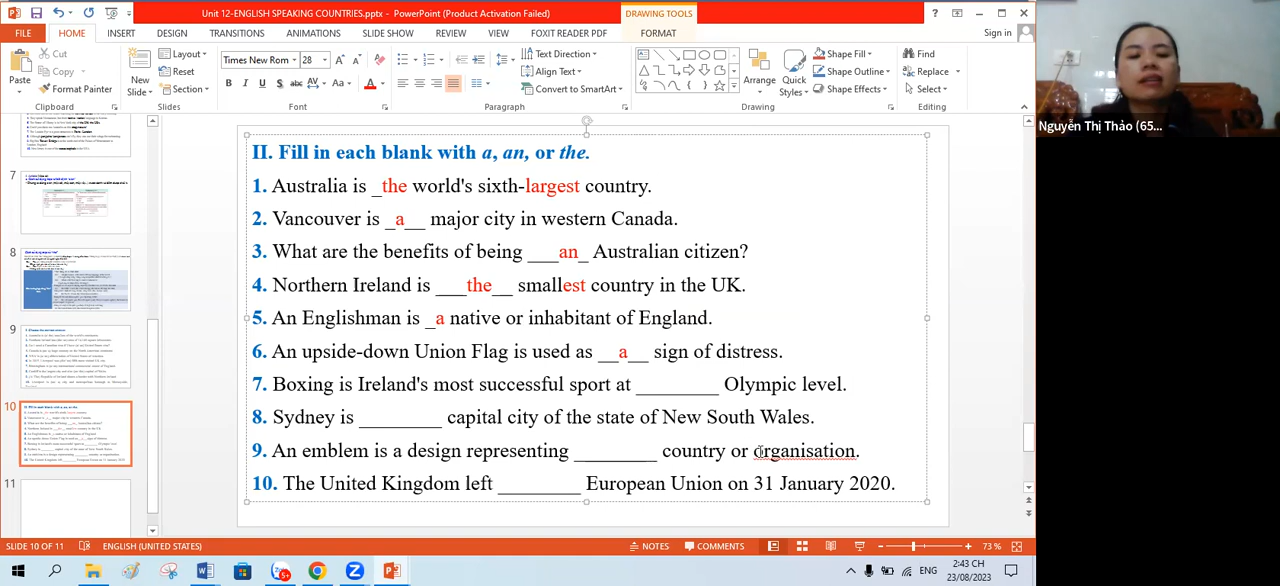 Unit 12-ENGLISH SPEAKING COUNTRIES.pptx - PowerPoint (Product Activation Failed)
DRAWING TOOLS
FILE HOME INSERT DESIGN TRANSITIONS ANIMATIONS SLIDE SHOW REVIEW VIEW FOXIT READER PDF FORMAT
Sign in
Paste
Cut
Copy
Format Painter
Clipboard
New
Slide
Layout
Reset
Section
Slides
Times New Rom 28
Font
Text Direction
Align Text
Convert to SmartArt
Paragraph
Arrange
Quick
Styles
Shape Fill
Shape Outline
Shape Effects
Drawing
Find
Replace
Select
Editing
Nguyễn Thị Thảo (65...
7
8
9
10
11
II. Fill in each blank with a, an, or the.
1. Australia is _the world's sixth-largest country.
2. Vancouver is _a__ major city in western Canada.
3. What are the benefits of being ___an_ Australian citizen?
4. Northern Ireland is ___the__ smallest country in the UK.
5. An Englishman is _a native or inhabitant of England.
6. An upside-down Union Flag is used as __a__ sign of distress.
7. Boxing is Ireland's most successful sport at ________ Olympic level.
8. Sydney is ________ capital city of the state of New South Wales.
9. An emblem is a design representing ________ country or organisation.
10. The United Kingdom left ________ European Union on 31 January 2020.
SLIDE 10 OF 11 ENGLISH (UNITED STATES) NOTES COMMENTS 73 %
ENG
2:43 CH
23/08/2023